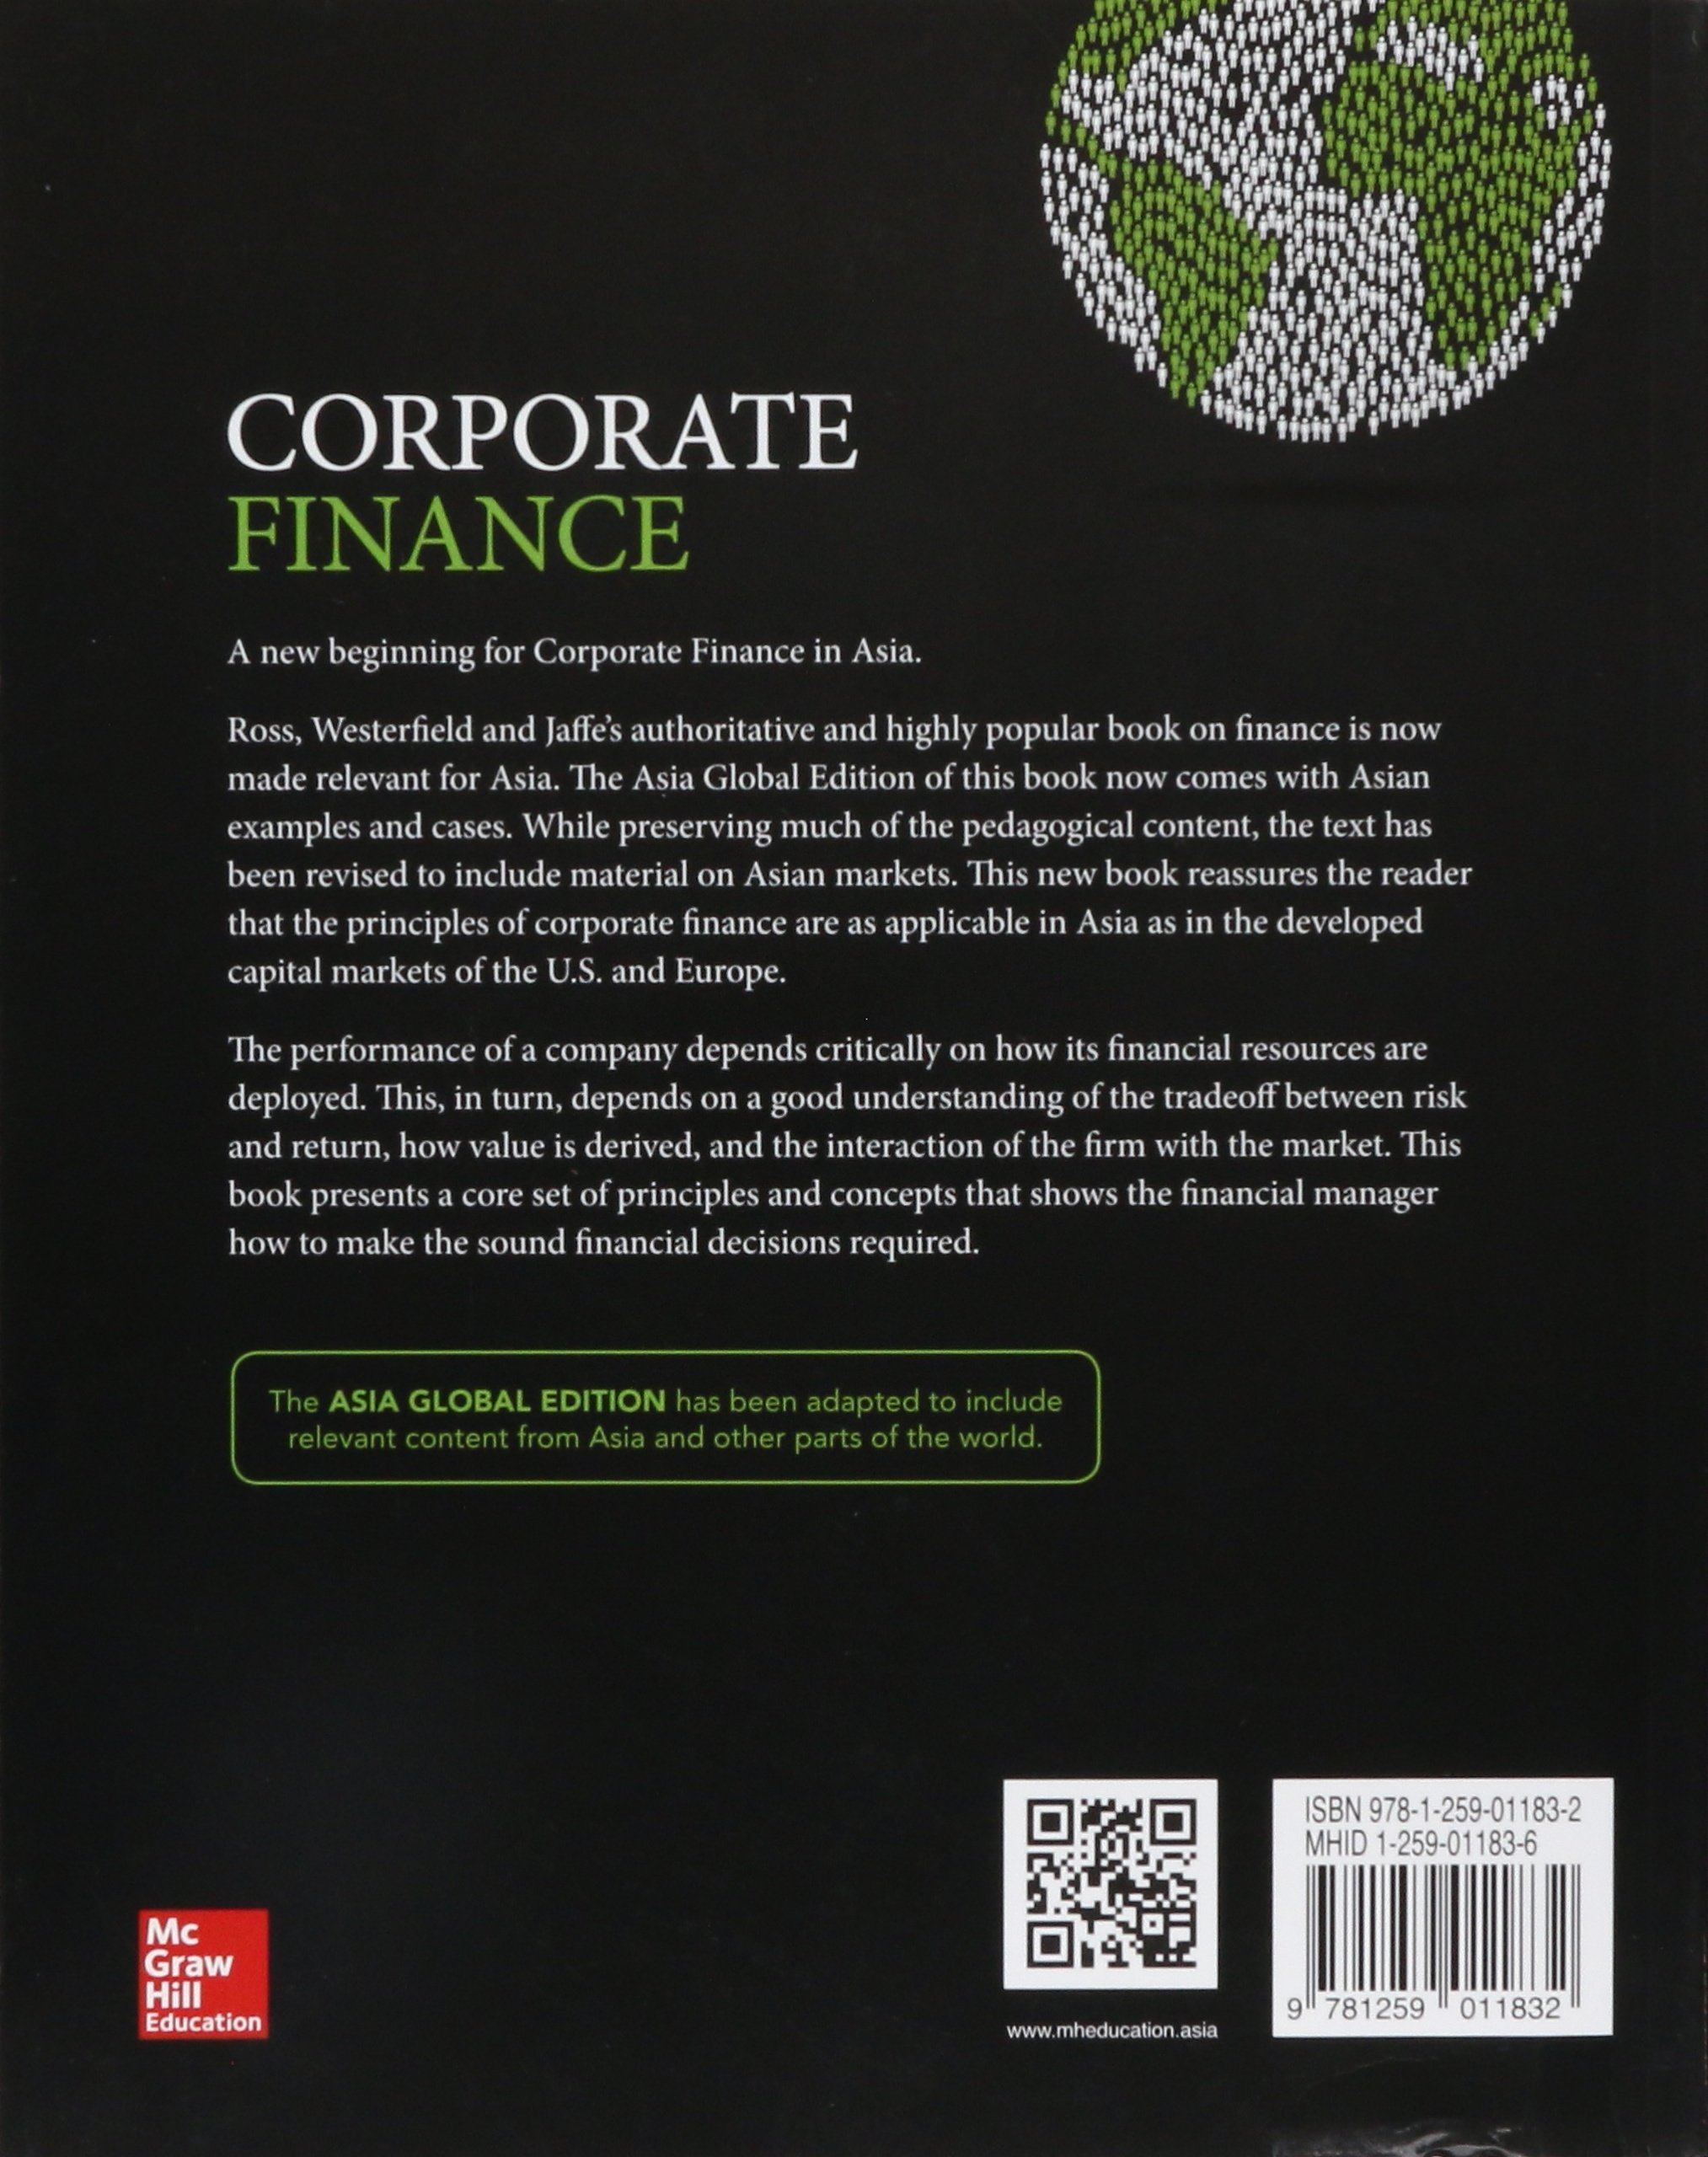 CORPORATE
FINANCE
A new beginning for Corporate Finance in Asia.
Ross, Westerfield and Jaffe's authoritative and highly popular book on finance is now
made relevant for Asia. The Asia Global Edition of this book now comes with Asian
examples and cases. While preserving much of the pedagogical content, the text has
been revised to include material on Asian markets. This new book reassures the reader
that the principles of corporate finance are as applicable in Asia as in the developed
capital markets of the U.S. and Europe.
The performance of a company depends critically on how its financial resources are
deployed. This, in turn, depends on a good understanding of the tradeoff between risk
and return, how value is derived, and the interaction of the firm with the market. This
book presents a core set of principles and concepts that shows the financial manager
how to make the sound financial decisions required.
The ASIA GLOBAL EDITION has been adapted to include
relevant content from Asia and other parts of the world.
Mc
Graw
Hill
Education
www.mheducation.asia
ISBN 978-1-259-01183-2
MHID 1-259-01183-6
9 781259 011832